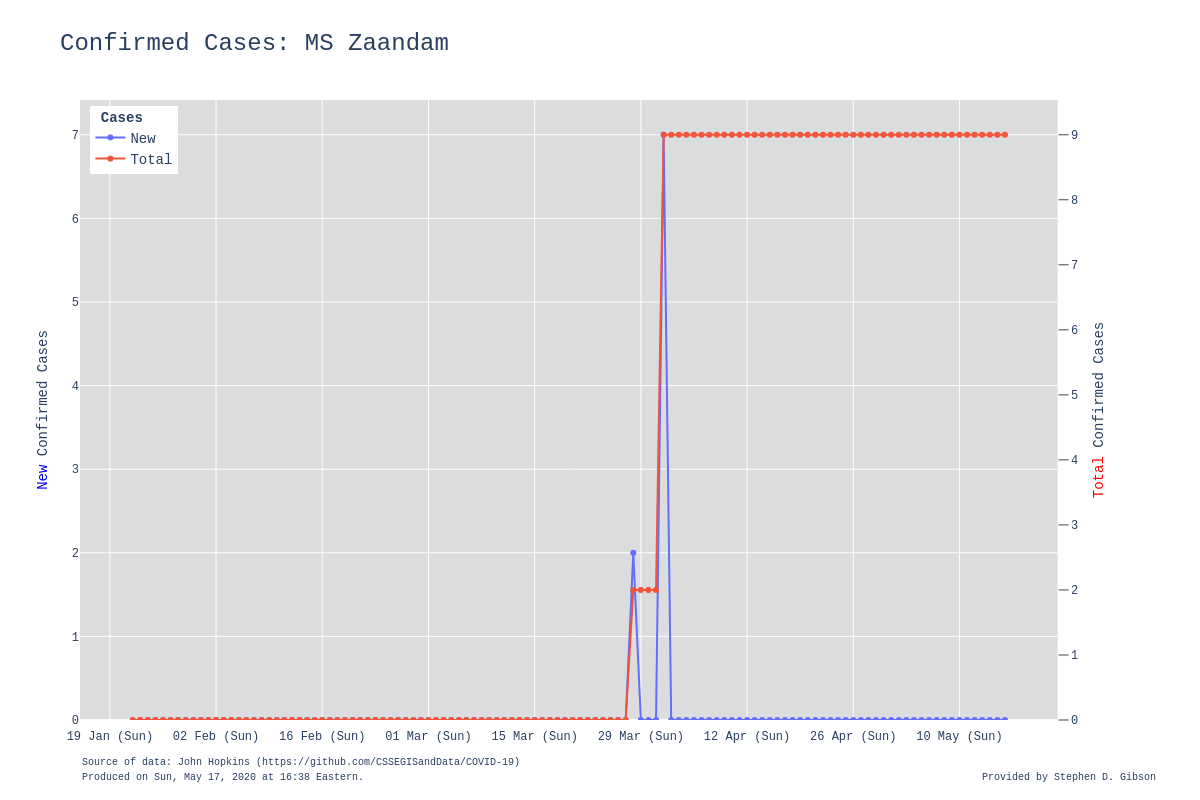 Confirmed Cases: MS Zaandam
Cases
New
Total
7
6
5
4
3
2
1
0
New Confirmed Cases
9
8
7
6
5
4
3
2
1
0
Total Confirmed Cases
19 Jan (Sun) 02 Feb (Sun) 16 Feb (Sun) 01 Mar (Sun) 15 Mar (Sun) 29 Mar (Sun) 12 Apr (Sun) 26 Apr (Sun) 10 May (Sun)
Source of data: John Hopkins (https://github.com/CSSEGISandData/COVID-19)
Produced on Sun, May 17, 2020 at 16:38 Eastern.
Provided by Stephen D. Gibson